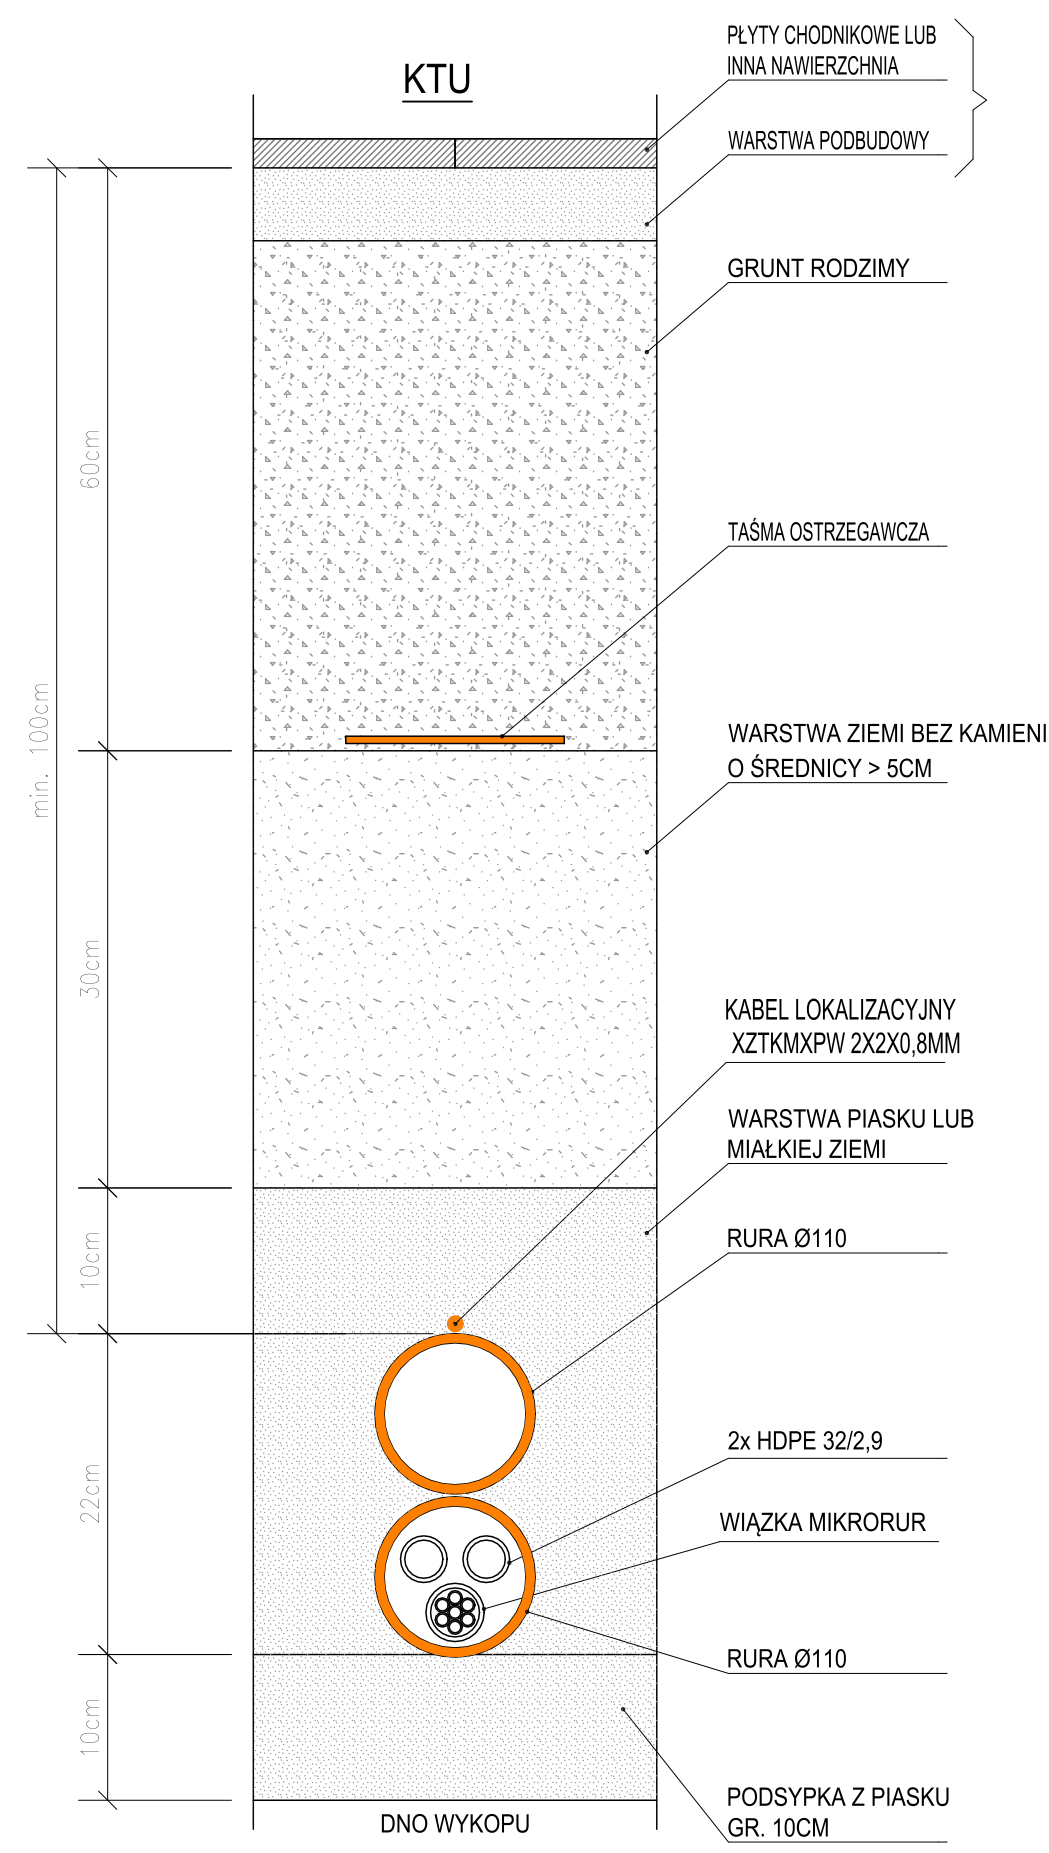 KTU
PŁYTY CHODNIKOWE LUB
INNA NAWIERZCHNIA
WARSTWA PODBUDOWY
GRUNT RODZIMY
60cm
TAŚMA OSTRZEGAWCZA
min. 100cm
WARSTWA ZIEMI BEZ KAMIENI
O ŚREDNICY > 5CM
30cm
KABEL LOKALIZACYJNY
XZTKMXPW 2X2X0,8MM
WARSTWA PIASKU LUB
MIAŁKIEJ ZIEMI
10cm
RURA Ø110
2x HDPE 32/2,9
22cm
WIĄZKA MIKRORUR
RURA Ø110
10cm
PODSYPKA Z PIASKU
GR. 10CM
DNO WYKOPU